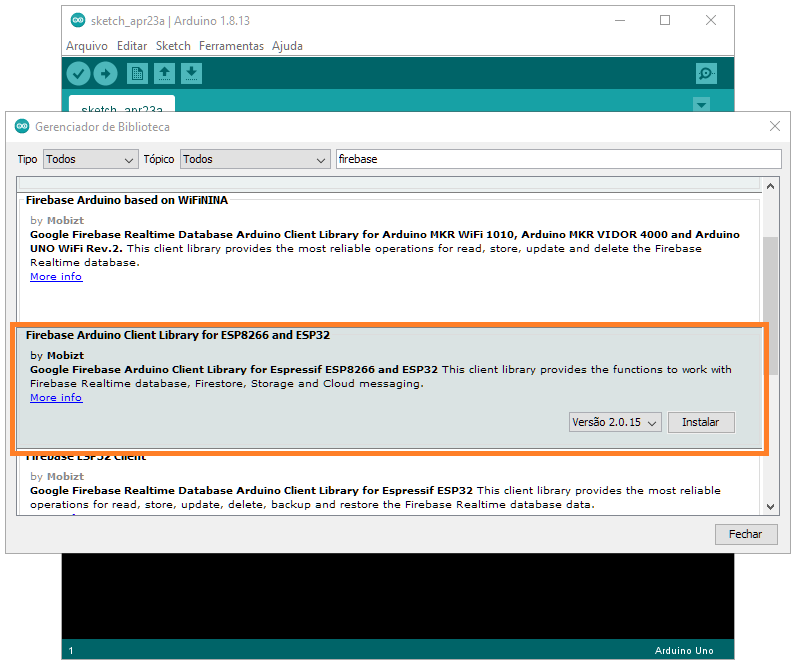 sketch_apr23a | Arduino 1.8.13
Arquivo Editar Sketch Ferramentas Ajuda
sketch_apr23a
Gerenciador de Biblioteca
Tipo Todos Tópico Todos firebase
Firebase Arduino based on WiFiNINA
by Mobizt
Google Firebase Realtime Database Arduino Client Library for Arduino MKR WiFi 1010, Arduino MKR VIDOR 4000 and Arduino
UNO WiFi Rev.2. This client library provides the most reliable operations for read, store, update and delete the Firebase
Realtime database.
More info
Firebase Arduino Client Library for ESP8266 and ESP32
by Mobizt
Google Firebase Arduino Client Library for Espressif ESP8266 and ESP32 This client library provides the functions to work with
Firebase Realtime database, Firestore, Storage and Cloud messaging.
More info
Versão 2.0.15 Instalar
Firebase ESP32 Client
by Mobizt
Google Firebase Realtime Database Arduino Client Library for Espressif ESP32 This client library provides the most reliable
operations for read, store, update, delete, backup and restore the Firebase Realtime database data.
Fechar
1 Arduino Uno